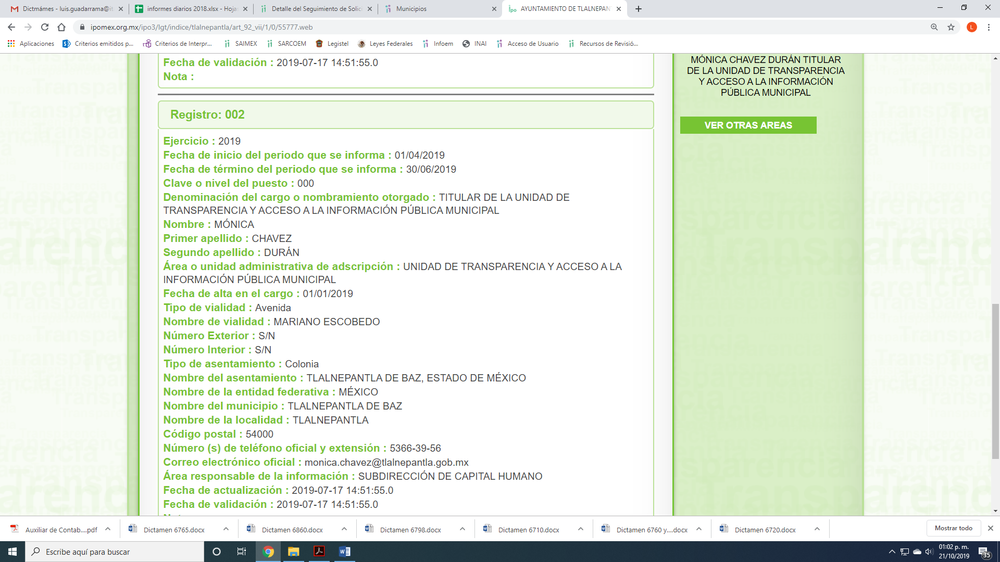 Dictmámes - luis.guadarrama@it
informes diarios 2018.xlsx - Hoja
Detalle del Seguimiento de Solic
Municipios
AYUNTAMIENTO DE TLALNEPAN
ipomex.org.mx/ipo3/lgt/indice/tlalnepantla/art_92_vii/1/0/55777.web
L
Aplicaciones
Criterios emitidos p...
Criterios de Interpr...
SAIMEX
SARCOEM
Legistel
Leyes Federales
Infoem
INAI
Acceso de Usuario
Recursos de Revisió...
Fecha de validación : 2019-07-17 14:51:55.0
Nota :
Registro: 002
Ejercicio : 2019
Fecha de inicio del periodo que se informa : 01/04/2019
Fecha de término del periodo que se informa : 30/06/2019
Clave o nivel del puesto : 000
Denominación del cargo o nombramiento otorgado : TITULAR DE LA UNIDAD DE
TRANSPARENCIA Y ACCESO A LA INFORMACIÓN PÚBLICA MUNICIPAL
Nombre : MÓNICA
Primer apellido : CHAVEZ
Segundo apellido : DURÁN
Área o unidad administrativa de adscripción : UNIDAD DE TRANSPARENCIA Y ACCESO A LA
INFORMACIÓN PÚBLICA MUNICIPAL
Fecha de alta en el cargo : 01/01/2019
Tipo de vialidad : Avenida
Nombre de vialidad : MARIANO ESCOBEDO
Número Exterior : S/N
Número Interior : S/N
Tipo de asentamiento : Colonia
Nombre del asentamiento : TLALNEPANTLA DE BAZ, ESTADO DE MÉXICO
Nombre de la entidad federativa : MÉXICO
Nombre del municipio : TLALNEPANTLA DE BAZ
Nombre de la localidad : TLALNEPANTLA
Código postal : 54000
Número (s) de teléfono oficial y extensión : 5366-39-56
Correo electrónico oficial : monica.chavez@tlalnepantla.gob.mx
Área responsable de la información : SUBDIRECCIÓN DE CAPITAL HUMANO
Fecha de actualización : 2019-07-17 14:51:55.0
Fecha de validación : 2019-07-17 14:51:55.0
MÓNICA CHAVEZ DURÁN TITULAR
DE LA UNIDAD DE TRANSPARENCIA
Y ACCESO A LA INFORMACIÓN
PÚBLICA MUNICIPAL
VER OTRAS AREAS
Auxiliar de Contab....pdf
Dictamen 6765.docx
Dictamen 6860.docx
Dictamen 6798.docx
Dictamen 6710.docx
Dictamen 6760 y....docx
Dictamen 6720.docx
Mostrar todo
Escribe aquí para buscar
01:02 p. m.
21/10/2019
35